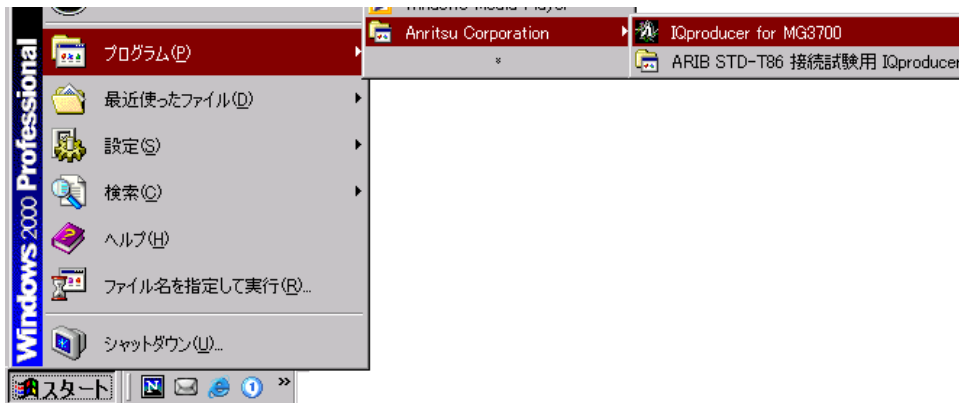 Windows Media Player
Anritsu Corporation
IQproducer for MG3700
ARIB STD-T86 接続試験用 IQproducer
Windows 2000 Professional
プログラム(P)
最近使ったファイル(D)
設定(S)
検索(C)
ヘルプ(H)
ファイル名を指定して実行(R)...
シャットダウン(U)...
スタート